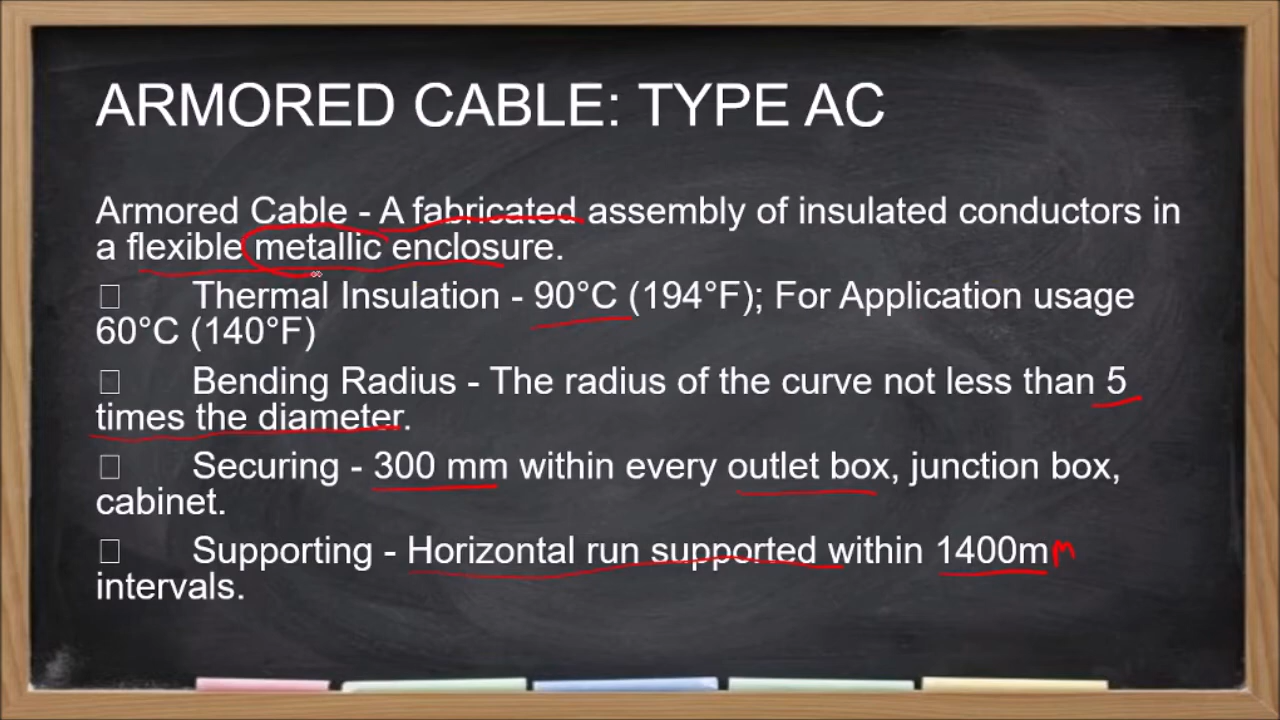 ARMORED CABLE: TYPE AC
Armored Cable - A fabricated assembly of insulated conductors in
a flexible metallic enclosure.
Thermal Insulation - 90°C (194°F); For Application usage
60°C (140°F)
Bending Radius - The radius of the curve not less than 5
times the diameter.
Securing - 300 mm within every outlet box, junction box,
cabinet.
Supporting - Horizontal run supported within 1400mm
intervals.